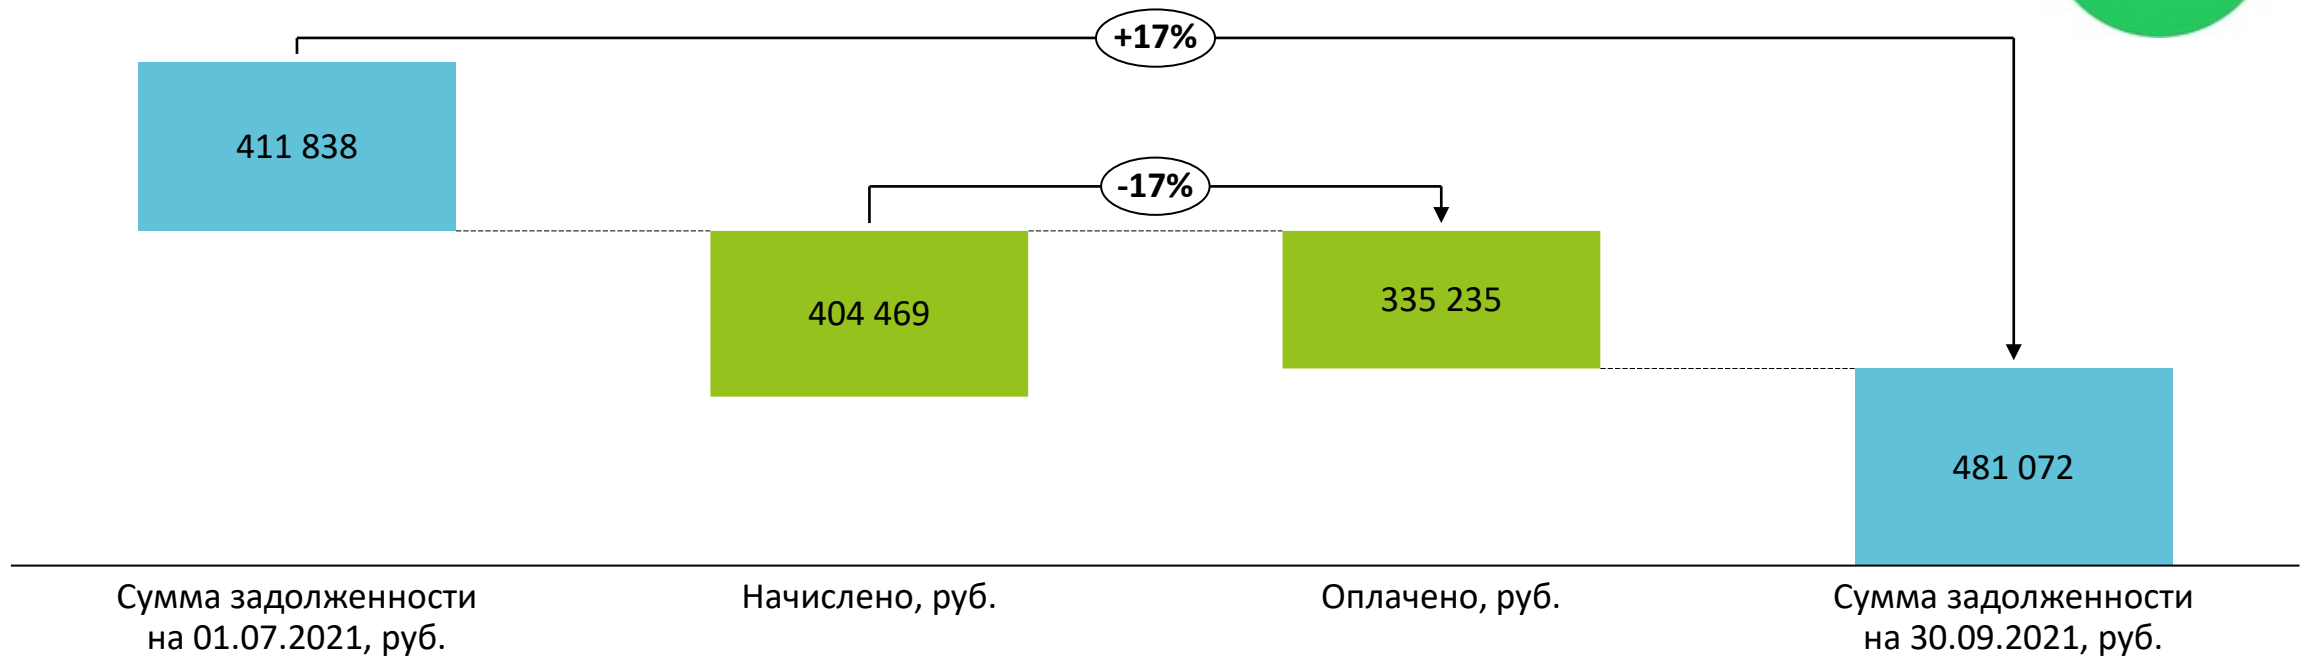 +17%
411 838
-17%
404 469
335 235
481 072
Сумма задолженности
на 01.07.2021, руб.
Начислено, руб.
Оплачено, руб.
Сумма задолженности
на 30.09.2021, руб.